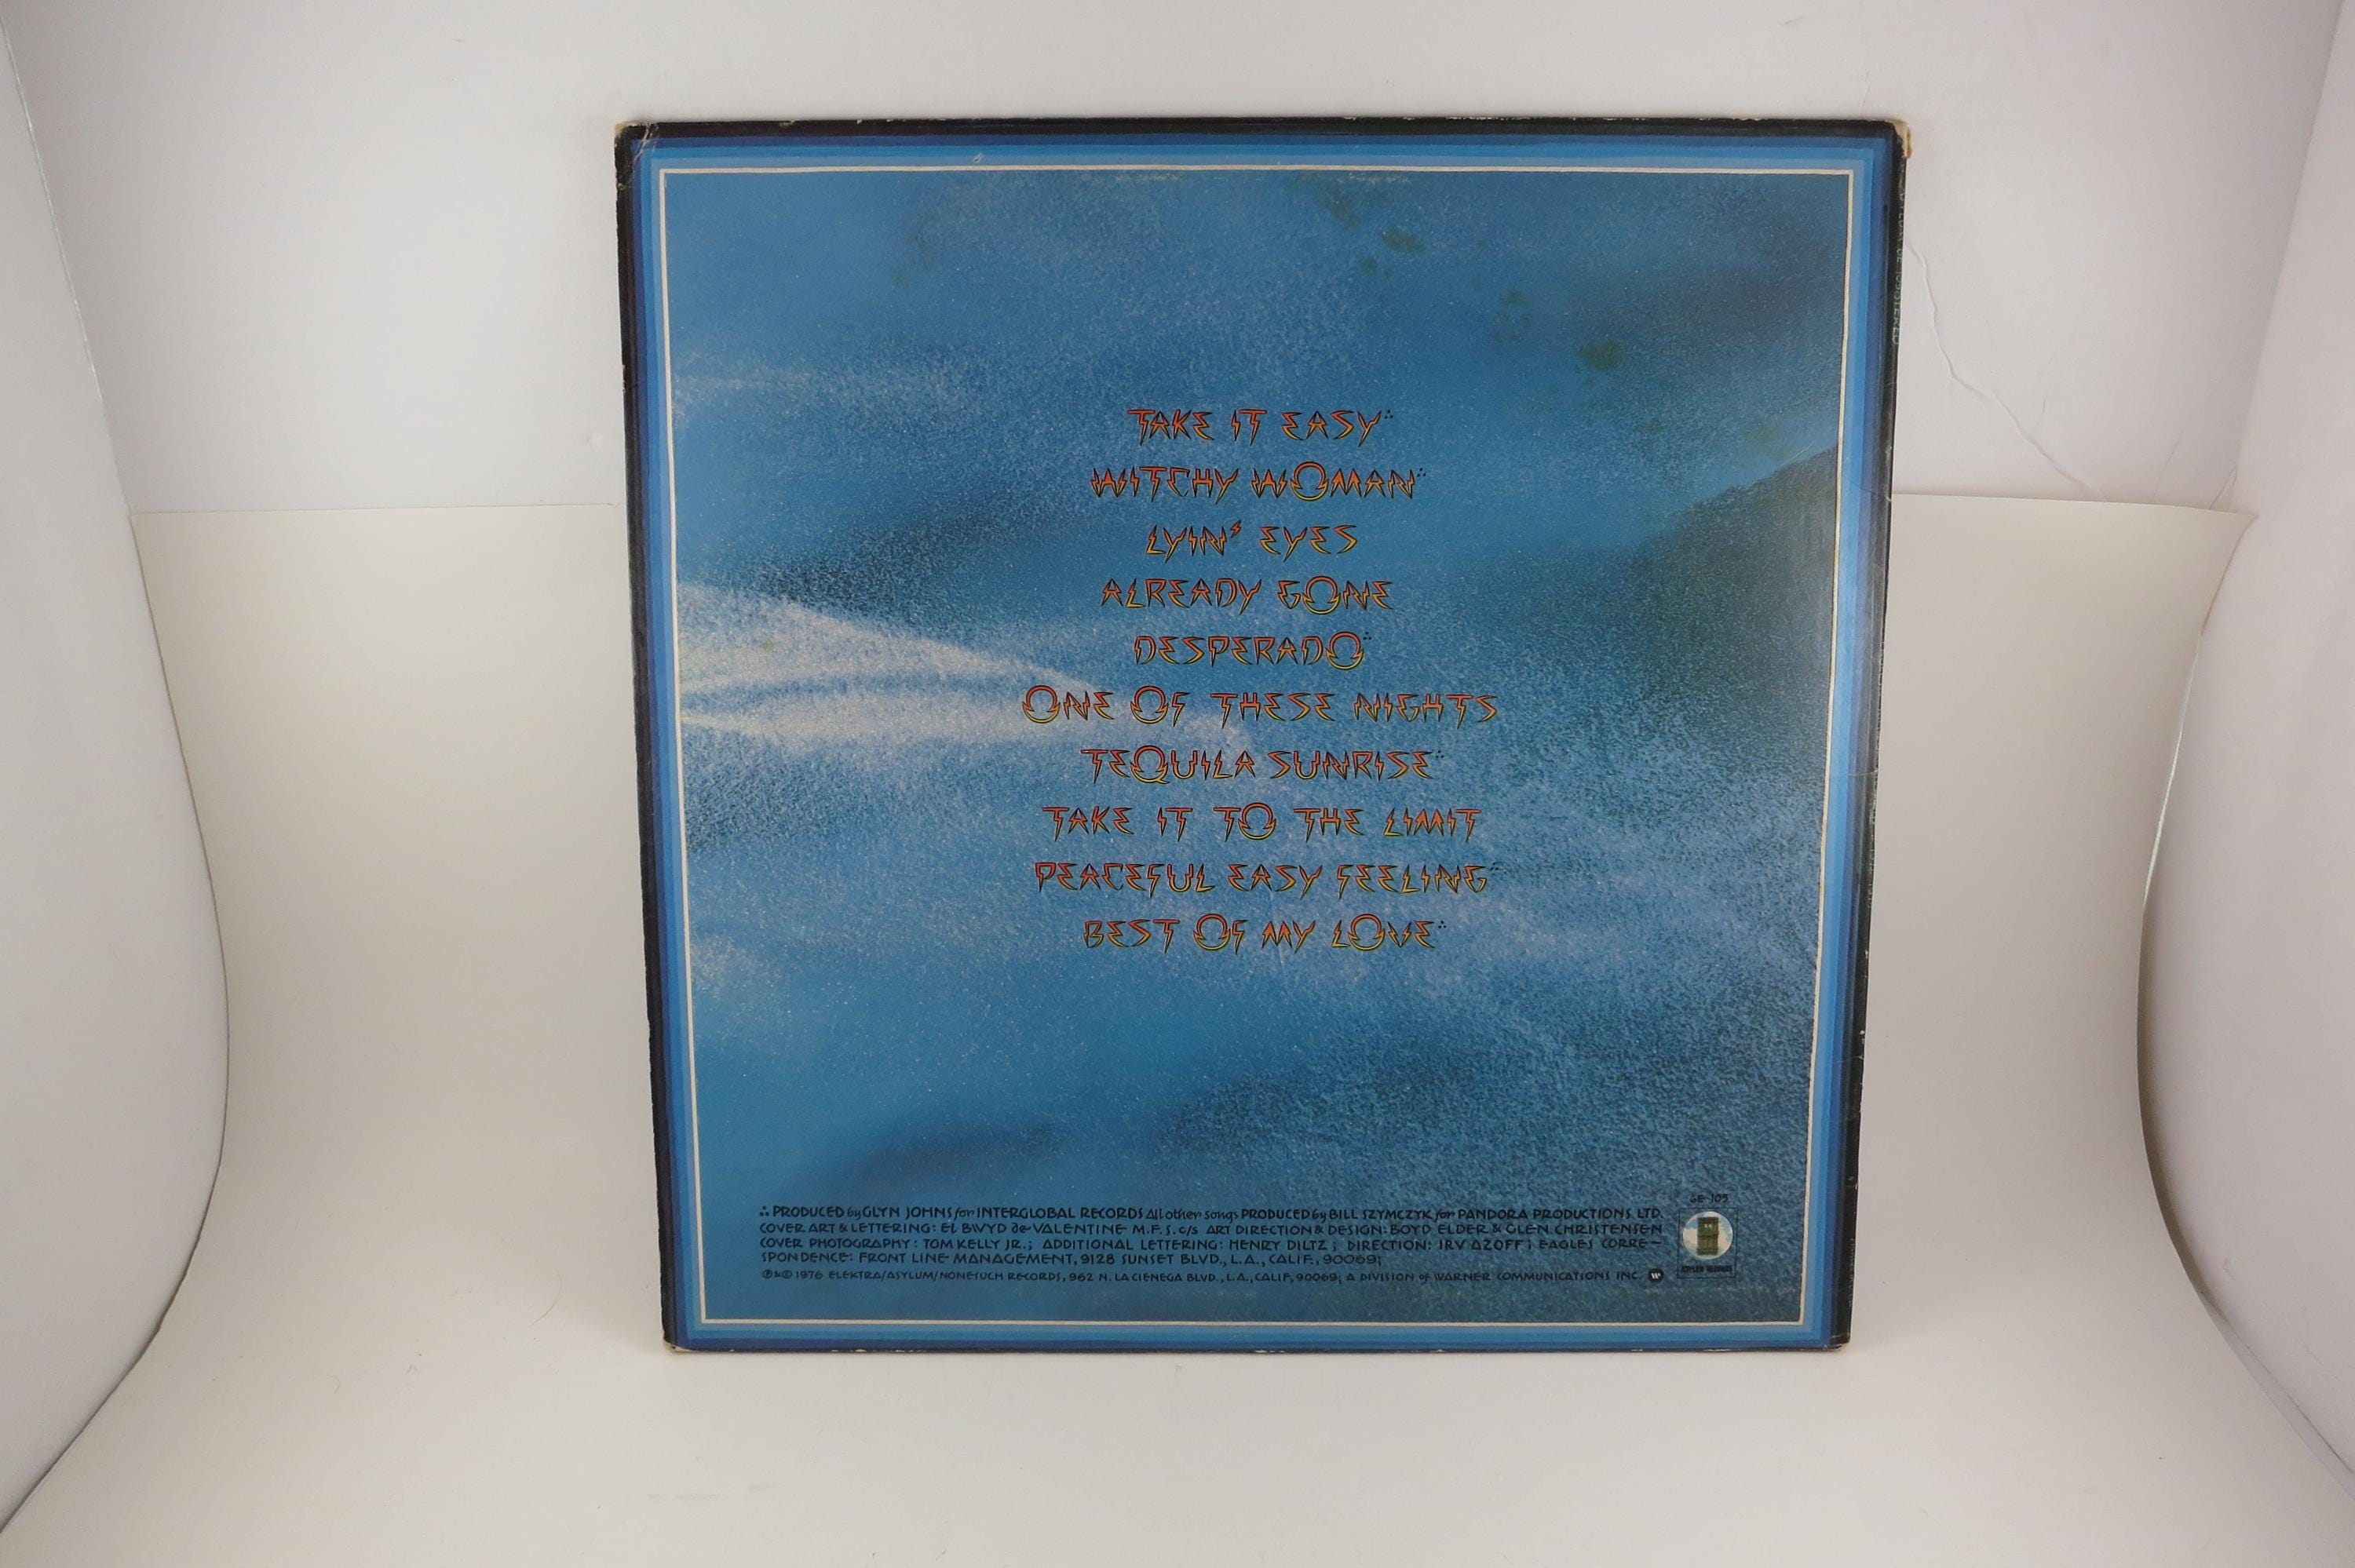 TAKE IT EASY∴
WITCHY WOMAN∴
LYIN' EYES
ALREADY GONE
DESPERADO∴
ONE OF THESE NIGHTS
TEQUILA SUNRISE∴
TAKE IT TO THE LIMIT
PEACEFUL EASY FEELING∴
BEST OF MY LOVE∴
6E-105
∴ PRODUCED by GLYN JOHNS for INTERGLOBAL RECORDS All other songs PRODUCED by BILL SZYMCZYK for PANDORA PRODUCTIONS LTD.
COVER ART & LETTERING: El BWYD de VALENTINE M.F.S. c/s ART DIRECTION & DESIGN: BOYD ELDER & GLEN CHRISTENSEN
COVER PHOTOGRAPHY: TOM KELLY JR.; ADDITIONAL LETTERING: HENRY DILTZ; DIRECTION: IRV AZOFF; EAGLES CORRE-
SPONDENCE: FRONT LINE MANAGEMENT, 9128 SUNSET BLVD., L.A., CALIF., 90069;
℗&© 1976 ELEKTRA/ASYLUM/NONESUCH RECORDS, 962 N. LA CIENEGA BLVD., L.A., CALIF, 90069; A DIVISION of WARNER COMMUNICATIONS INC.
ASYLUM RECORDS